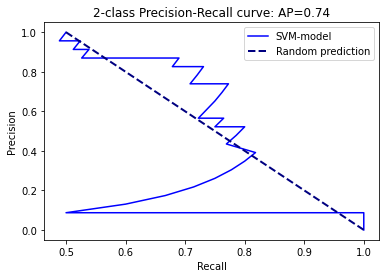 2-class Precision-Recall curve: AP=0.74
SVM-model
Random prediction
Precision
1.0
0.8
0.6
0.4
0.2
0.0
0.5 0.6 0.7 0.8 0.9 1.0
Recall